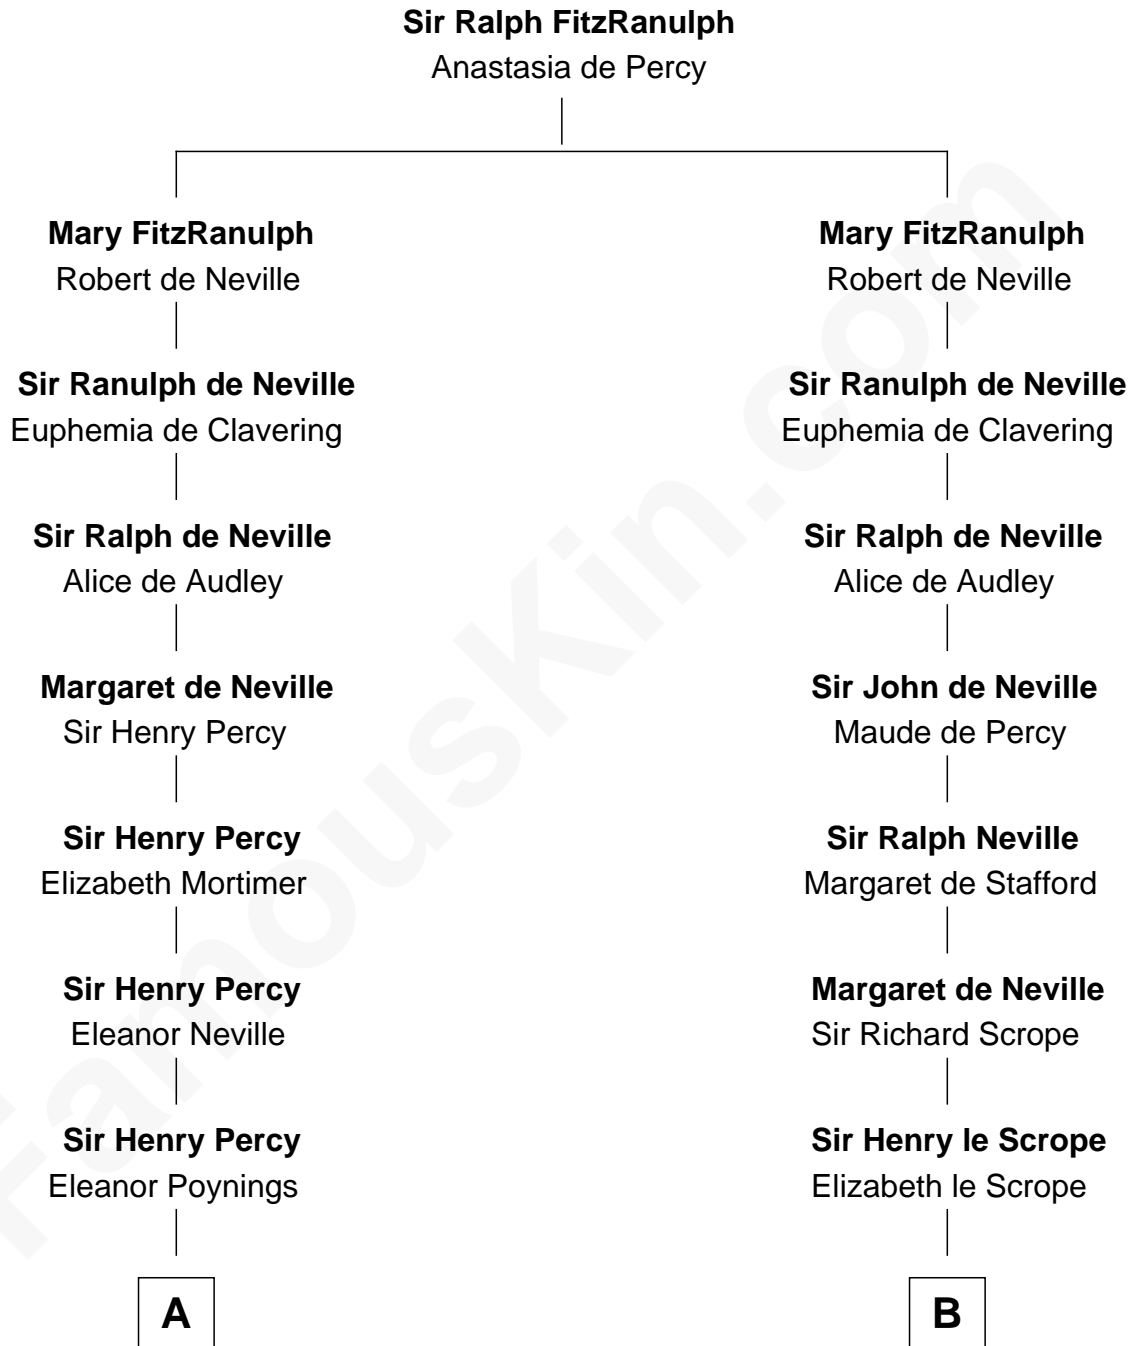 Sir Ralph FitzRanulph
Anastasia de Percy
Mary FitzRanulph
Robert de Neville
Sir Ranulph de Neville
Euphemia de Clavering
Sir Ralph de Neville
Alice de Audley
Margaret de Neville
Sir Henry Percy
Sir Henry Percy
Elizabeth Mortimer
Sir Henry Percy
Eleanor Neville
Sir Henry Percy
Eleanor Poynings
A
Mary FitzRanulph
Robert de Neville
Sir Ranulph de Neville
Euphemia de Clavering
Sir Ralph de Neville
Alice de Audley
Sir John de Neville
Maude de Percy
Sir Ralph Neville
Margaret de Stafford
Margaret de Neville
Sir Richard Scrope
Sir Henry le Scrope
Elizabeth le Scrope
B
FamousKin.com